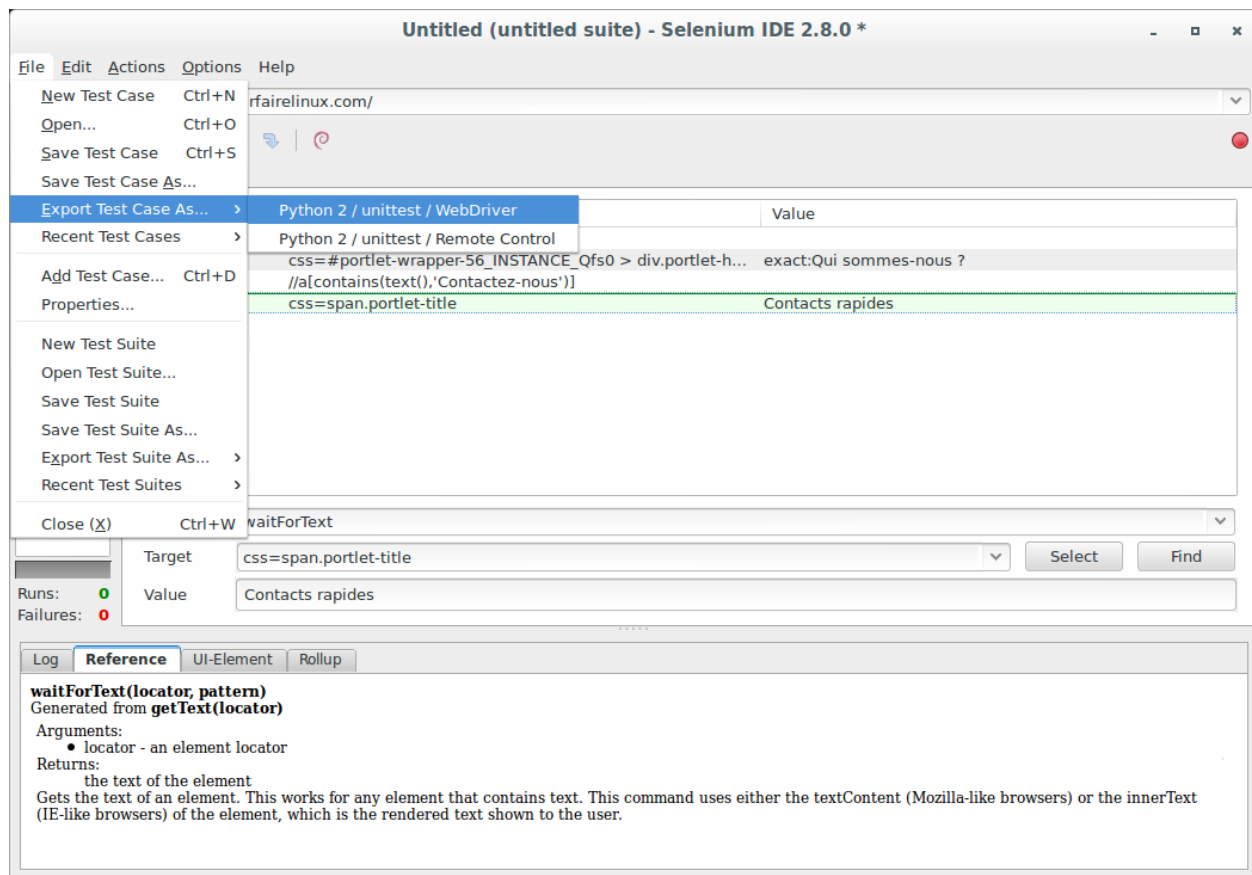 Untitled (untitled suite) - Selenium IDE 2.8.0 *
File Edit Actions Options Help
New Test Case Ctrl+N
rfairelinux.com/
Open... Ctrl+O
Save Test Case Ctrl+S
Save Test Case As...
Export Test Case As... > Python 2 / unittest / WebDriver
Value
Recent Test Cases > Python 2 / unittest / Remote Control
css=#portlet-wrapper-56_INSTANCE_Qfs0 > div.portlet-h... exact:Qui sommes-nous ?
Add Test Case... Ctrl+D
//a[contains(text(),'Contactez-nous')]
Properties...
css=span.portlet-title Contacts rapides
New Test Suite
Open Test Suite...
Save Test Suite
Save Test Suite As...
Export Test Suite As... >
Recent Test Suites >
Close (X) Ctrl+W
waitForText
Target css=span.portlet-title Select Find
Runs: 0
Value Contacts rapides
Failures: 0
Log Reference UI-Element Rollup
waitForText(locator, pattern)
Generated from getText(locator)
Arguments:
• locator - an element locator
Returns:
the text of the element
Gets the text of an element. This works for any element that contains text. This command uses either the textContent (Mozilla-like browsers) or the innerText
(IE-like browsers) of the element, which is the rendered text shown to the user.